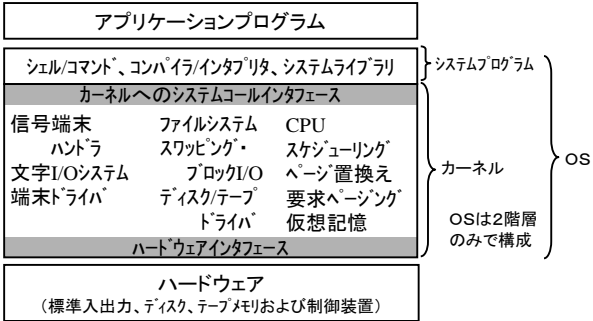 アプリケーションプログラム
シェル/コマンド、コンパイラ/インタプリタ、システムライブラリ
カーネルへのシステムコールインタフェース
信号端末
ハンドラ
文字I/Oシステム
端末ドライバ
ファイルシステム
スワッピング・
ブロックI/O
ディスク/テープ
ドライバ
CPU
スケジューリング
ページ置換え
要求ページング
仮想記憶
ハードウェアインタフェース
ハードウェア
(標準入出力、ディスク、テープメモリおよび制御装置)
システムプログラム
カーネル
OSは2階層
のみで構成
OS